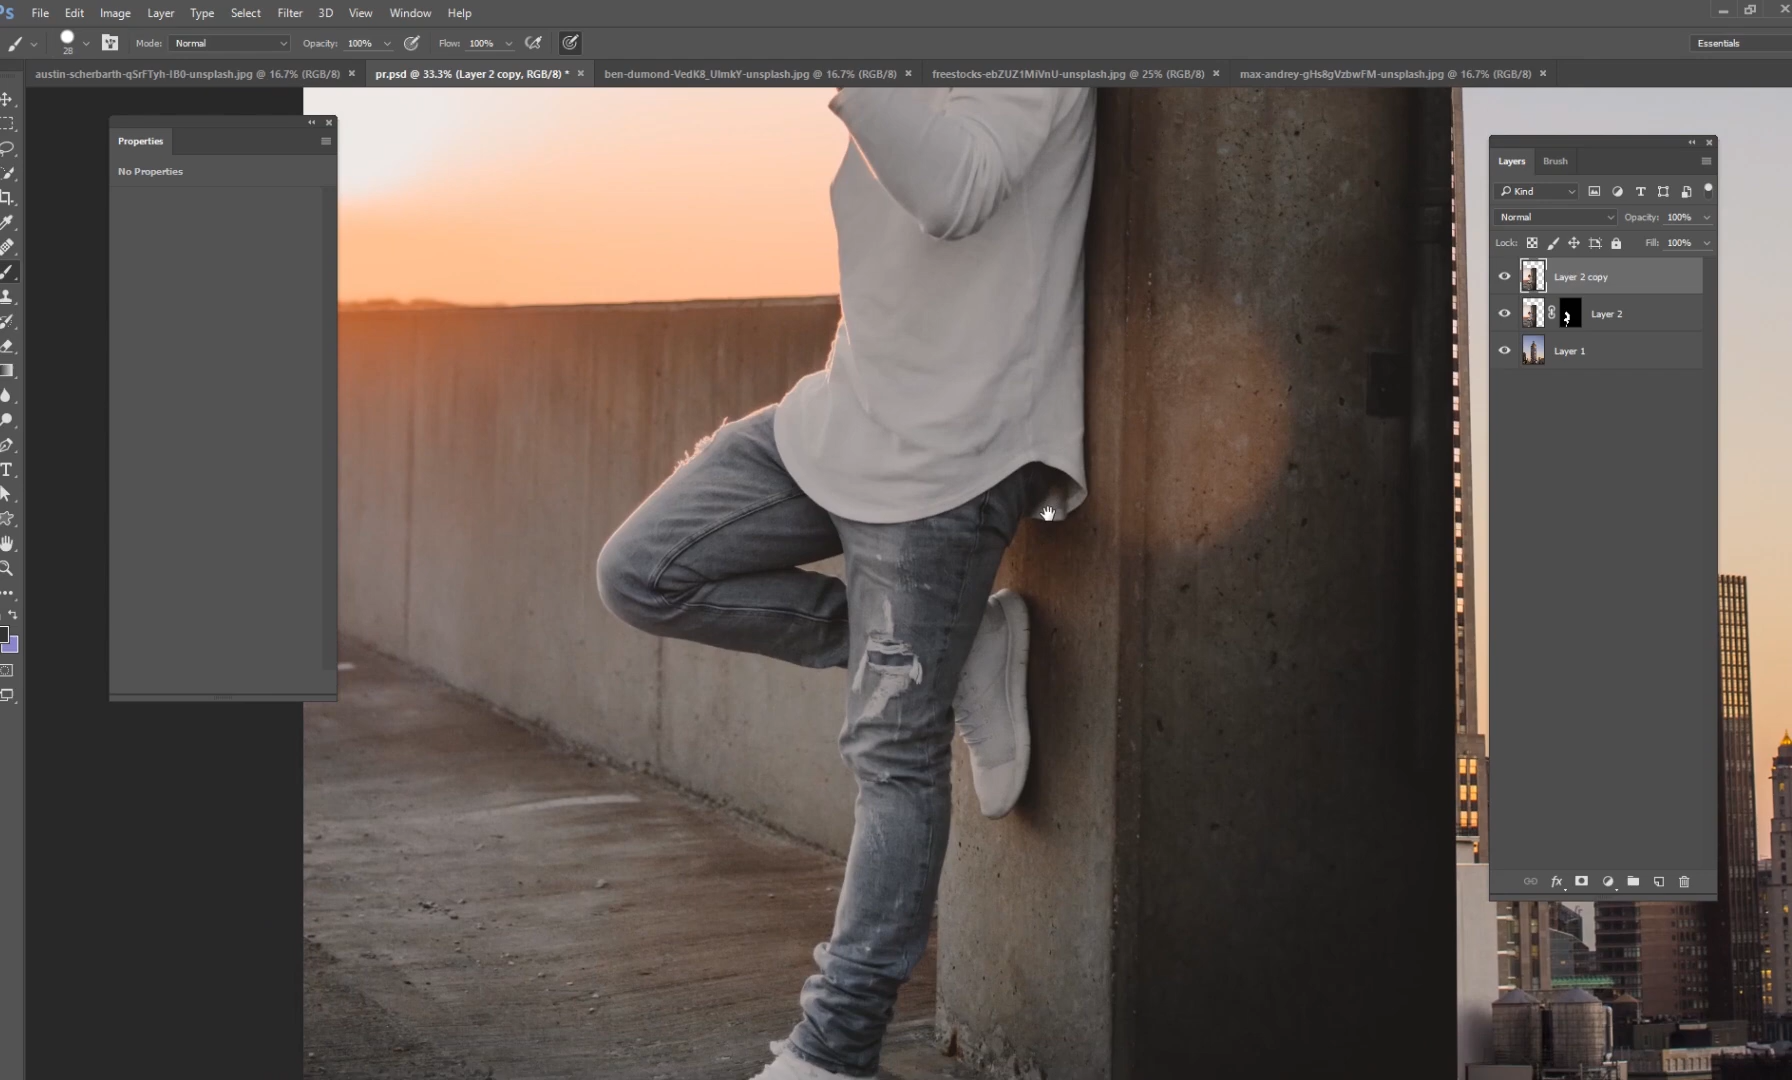 Ps File Edit Image Layer Type Select Filter 3D View Window Help
28 Mode: Normal Opacity: 100% Flow: 100% Essentials
austin-scherbarth-qSrFTyh-IB0-unsplash.jpg @ 16.7% (RGB/8) × pr.psd @ 33.3% (Layer 2 copy, RGB/8) * × ben-dumond-VedK8_UlmkY-unsplash.jpg @ 16.7% (RGB/8) × freestocks-ebZUZ1MiVnU-unsplash.jpg @ 25% (RGB/8) × max-andrey-gHs8gVzbwFM-unsplash.jpg @ 16.7% (RGB/8) ×
Properties
No Properties
Layers Brush
Kind
Normal Opacity: 100%
Lock: Fill: 100%
Layer 2 copy
Layer 2
Layer 1
fx